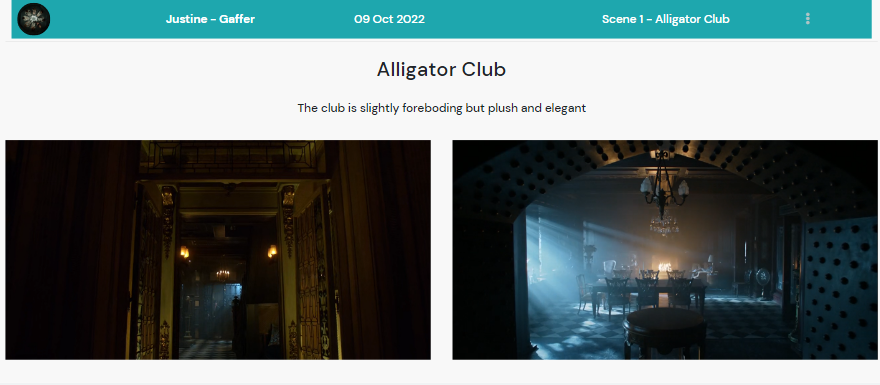 Justine - Gaffer 09 Oct 2022 Scene 1 - Alligator Club
Alligator Club
The club is slightly foreboding but plush and elegant